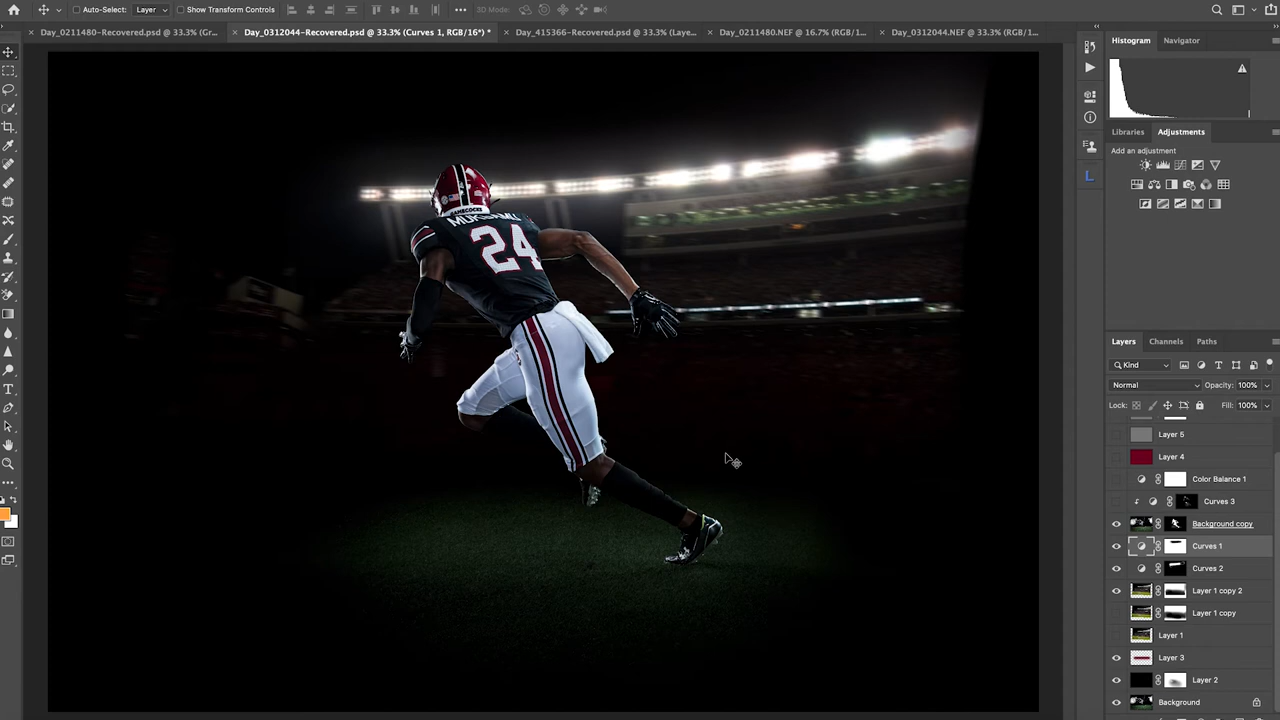 Auto-Select: Layer Show Transform Controls 3D Mode:
Day_0211480-Recovered.psd @ 33.3% (Gr... Day_0312044-Recovered.psd @ 33.3% (Curves 1, RGB/16*) * Day_415366-Recovered.psd @ 33.3% (Laye... Day_0211480.NEF @ 16.7% (RGB/1... Day_0312044.NEF @ 33.3% (RGB/1...
Histogram Navigator
Libraries Adjustments
Add an adjustment
L
24
Layers Channels Paths
Kind
Normal Opacity: 100%
Lock: Fill: 100%
Layer 5
Layer 4
Color Balance 1
Curves 3
Background copy
Curves 1
Curves 2
Layer 1 copy 2
Layer 1 copy
Layer 1
Layer 3
Layer 2
Background